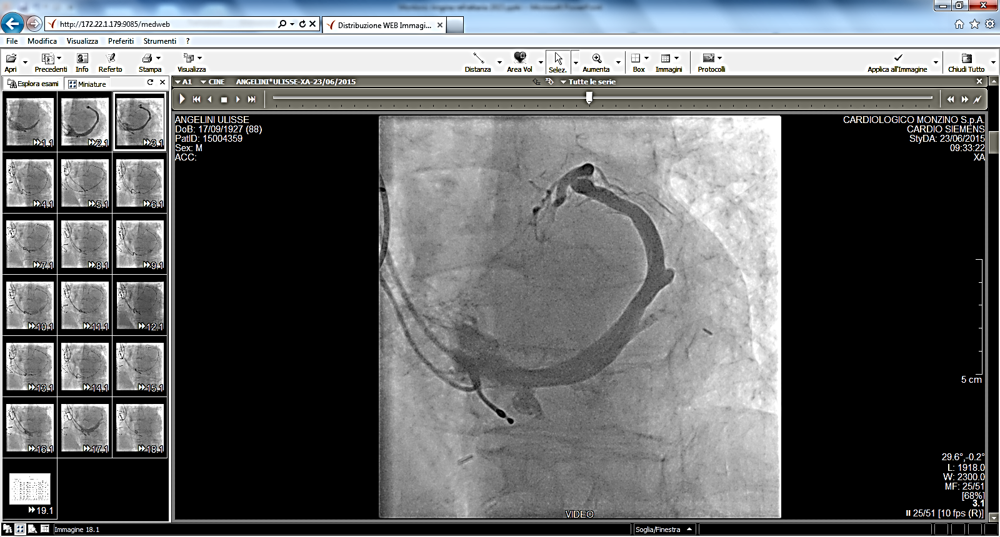 http://172.22.1.179:9085/medweb
Distribuzione WEB Immagi...
File Modifica Visualizza Preferiti Strumenti ?
Apri Precedenti Info Referto Stampa Visualizza Distanza Area Vol Selez. Aumenta Box Immagini Protocolli Applica all'Immagine Chiudi Tutto
Esplora esami Miniature
A1 CINE ANGELINI*ULISSE-XA-23/06/2015 Tutte le serie
ANGELINI ULISSE
DoB: 17/09/1927 (88)
PatID: 15004359
Sex: M
ACC:
CARDIOLOGICO MONZINO S.p.A.
CARDIO SIEMENS
StyDA: 23/06/2015
09:33:22
XA
1.1 2.1 3.1
4.1 5.1 6.1
7.1 8.1 9.1
10.1 11.1 12.1
13.1 14.1 15.1
16.1 17.1 18.1
19.1
5 cm
29.6°,-0.2°
L: 1918.0
W: 2300.0
MF: 25/51
[68%]
3.1
25/51 [10 fps (R)]
VIDEO
Immagine 18.1
Soglia/Finestra